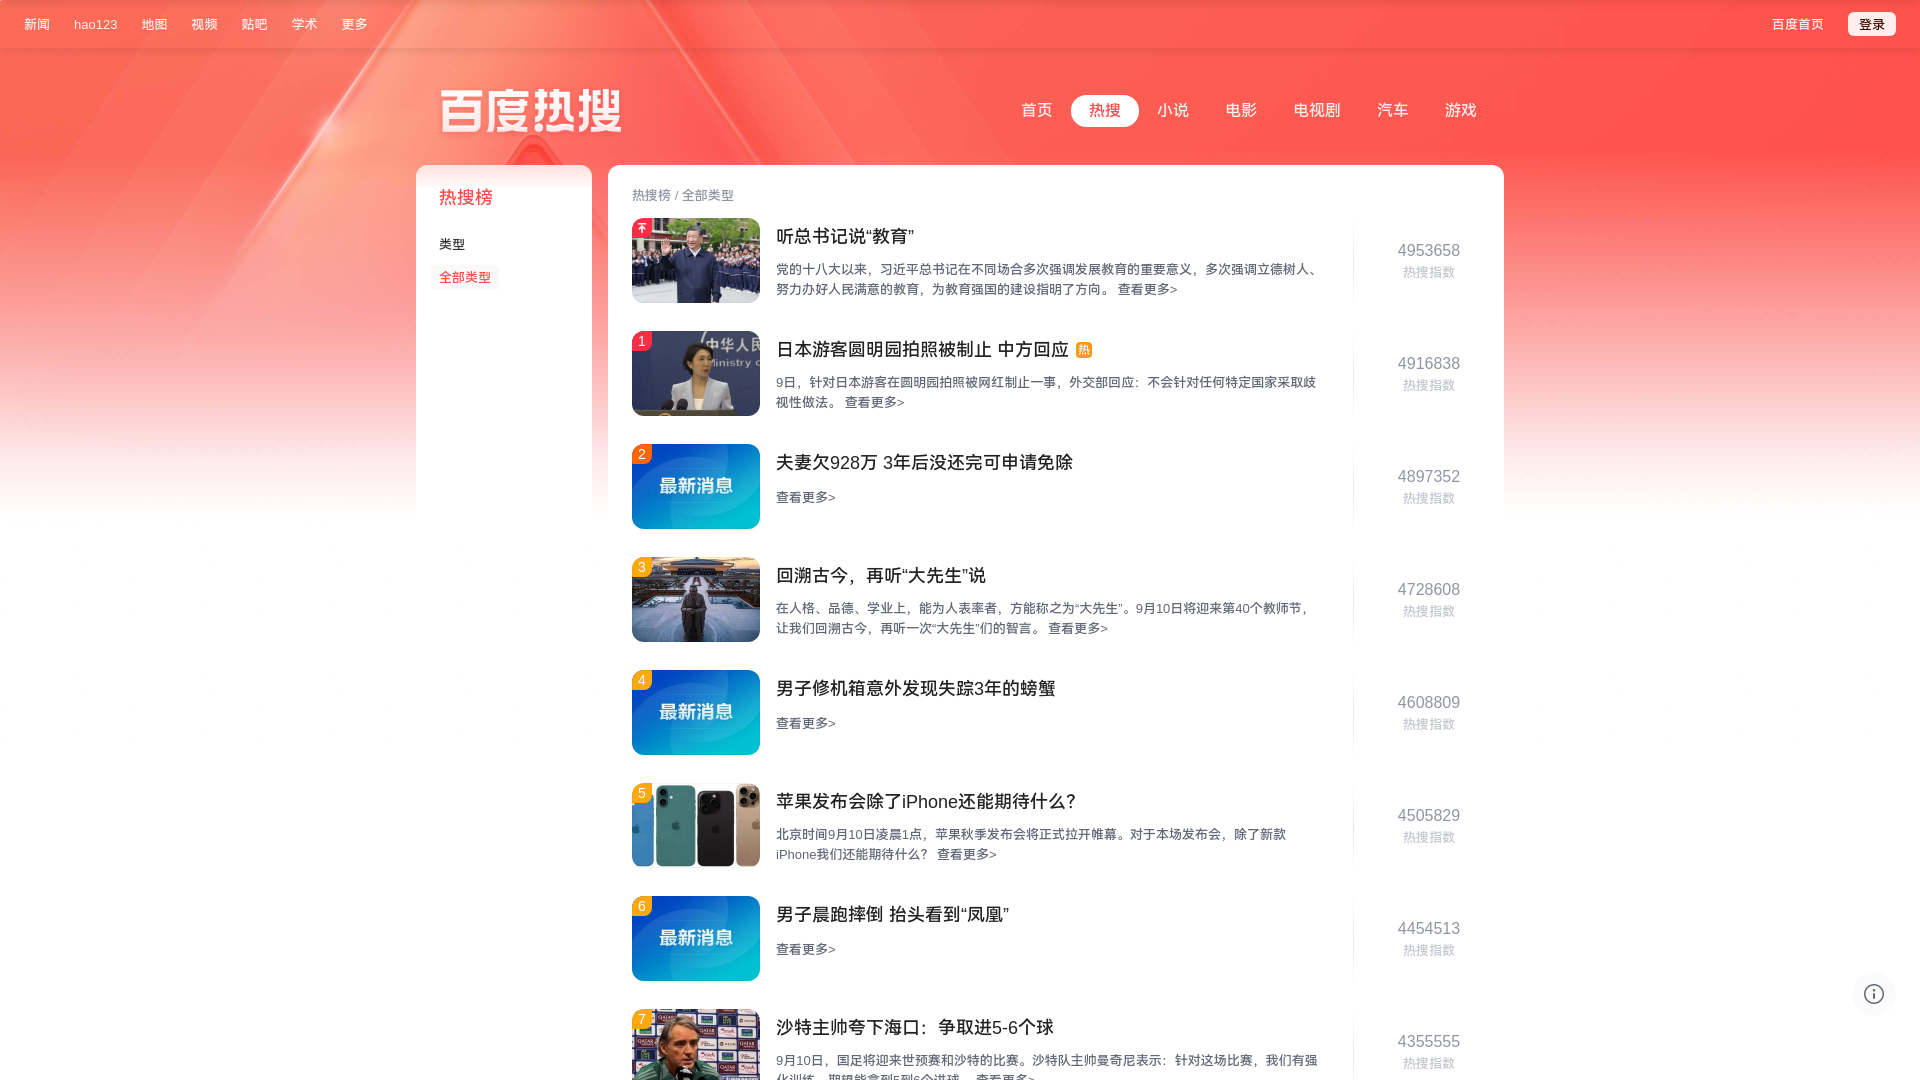 新闻 hao123 地图 视频 贴吧 学术 更多 百度首页 登录
百度热搜
首页 热搜 小说 电影 电视剧 汽车 游戏
热搜榜
类型
全部类型
热搜榜 / 全部类型
听总书记说“教育”
党的十八大以来，习近平总书记在不同场合多次强调发展教育的重要意义，多次强调立德树人、
努力办好人民满意的教育，为教育强国的建设指明了方向。 查看更多>
4953658
热搜指数
1
中华人民
Ministry of
日本游客圆明园拍照被制止 中方回应 热
9日，针对日本游客在圆明园拍照被网红制止一事，外交部回应：不会针对任何特定国家采取歧
视性做法。 查看更多>
4916838
热搜指数
2
最新消息
夫妻欠928万 3年后没还完可申请免除
查看更多>
4897352
热搜指数
3
回溯古今，再听“大先生”说
在人格、品德、学业上，能为人表率者，方能称之为“大先生”。9月10日将迎来第40个教师节，
让我们回溯古今，再听一次“大先生”们的智言。 查看更多>
4728608
热搜指数
4
最新消息
男子修机箱意外发现失踪3年的螃蟹
查看更多>
4608809
热搜指数
5
苹果发布会除了iPhone还能期待什么？
北京时间9月10日凌晨1点，苹果秋季发布会将正式拉开帷幕。对于本场发布会，除了新款
iPhone我们还能期待什么？ 查看更多>
4505829
热搜指数
6
最新消息
男子晨跑摔倒 抬头看到“凤凰”
查看更多>
4454513
热搜指数
7
沙特主帅夸下海口：争取进5-6个球
9月10日，国足将迎来世预赛和沙特的比赛。沙特队主帅曼奇尼表示：针对这场比赛，我们有强
化训练，期望能拿到5到6个进球。 查看更多>
4355555
热搜指数